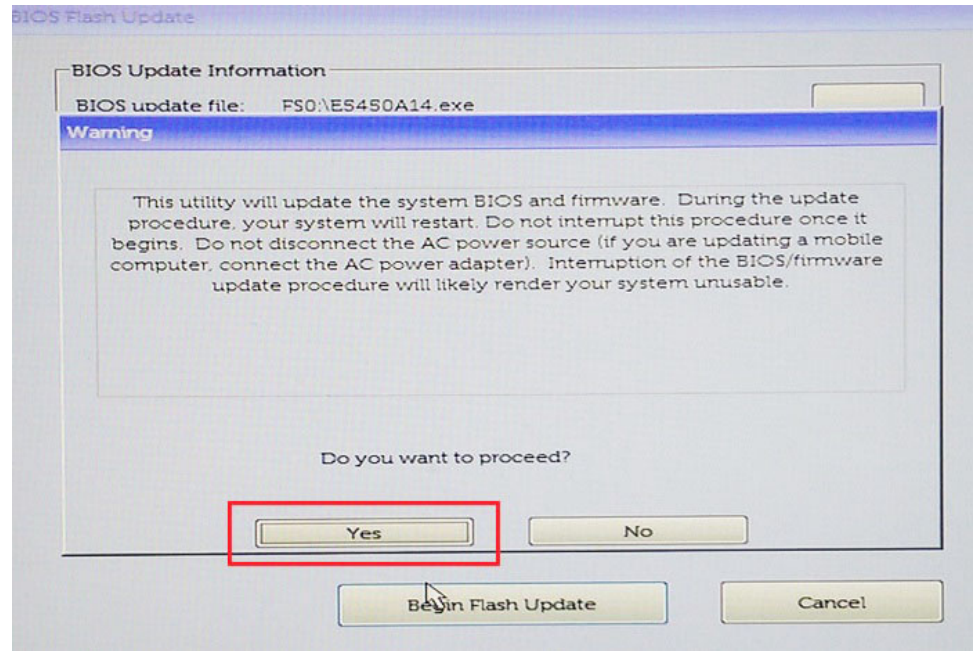 BIOS Flash Update
BIOS Update Information
BIOS update file: FS0:\E5450A14.exe
Warning
This utility will update the system BIOS and firmware. During the update
procedure, your system will restart. Do not interrupt this procedure once it
begins. Do not disconnect the AC power source (if you are updating a mobile
computer, connect the AC power adapter). Interruption of the BIOS/firmware
update procedure will likely render your system unusable.
Do you want to proceed?
Yes No
Begin Flash Update Cancel